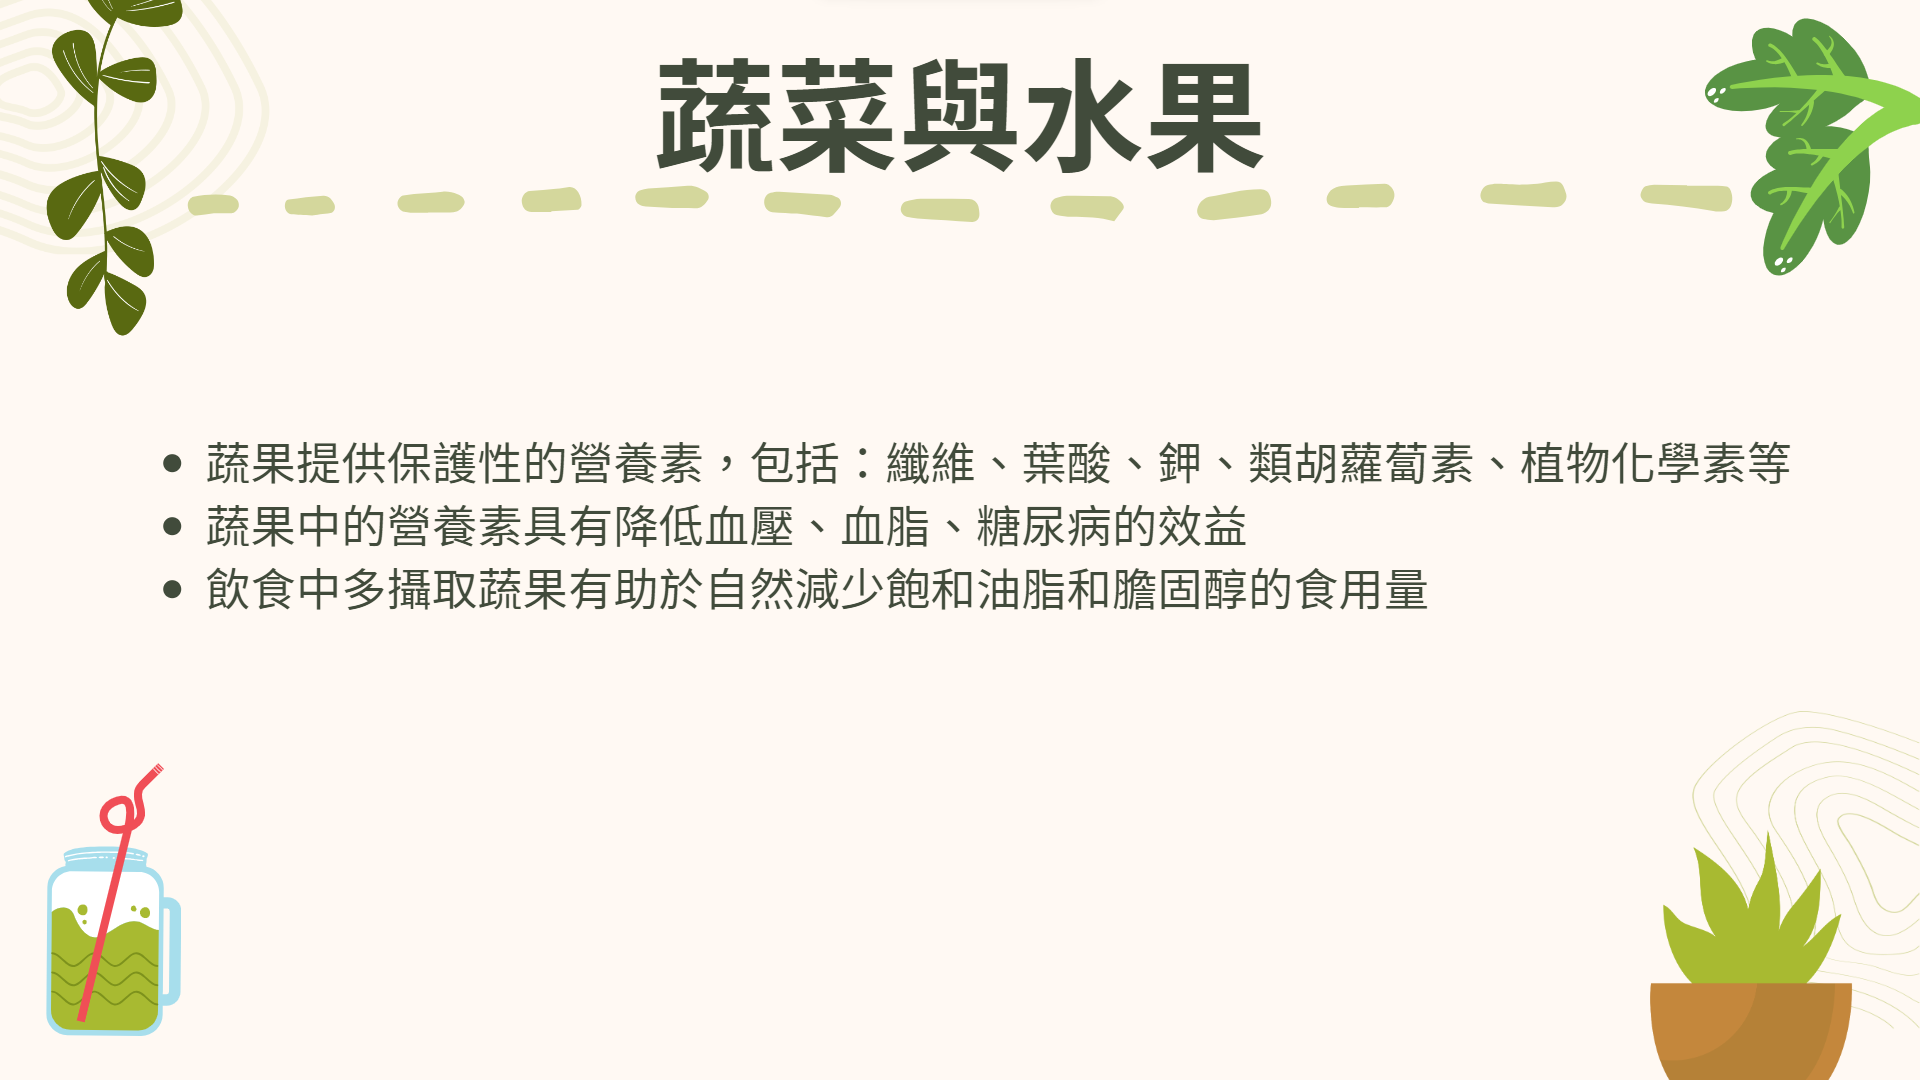 蔬菜與水果
• 蔬果提供保護性的營養素，包括：纖維、葉酸、鉀、類胡蘿蔔素、植物化學素等
• 蔬果中的營養素具有降低血壓、血脂、糖尿病的效益
• 飲食中多攝取蔬果有助於自然減少飽和油脂和膽固醇的食用量